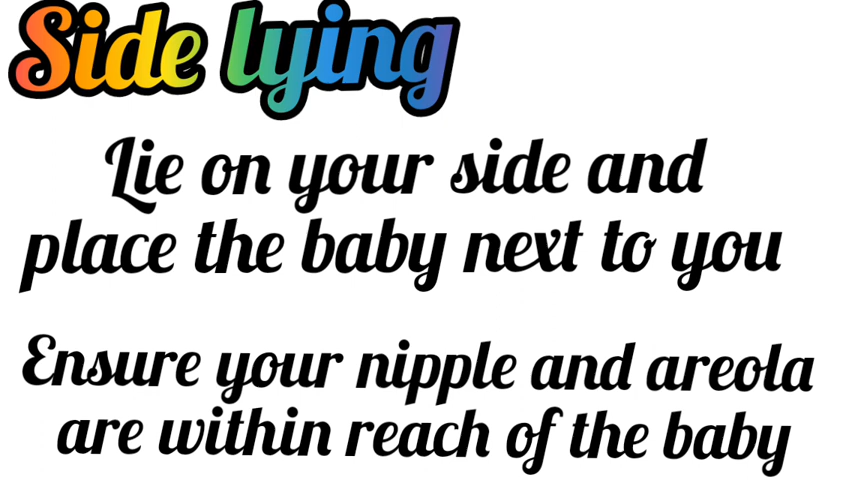 Side lying
Lie on your side and
place the baby next to you
Ensure your nipple and areola
are within reach of the baby